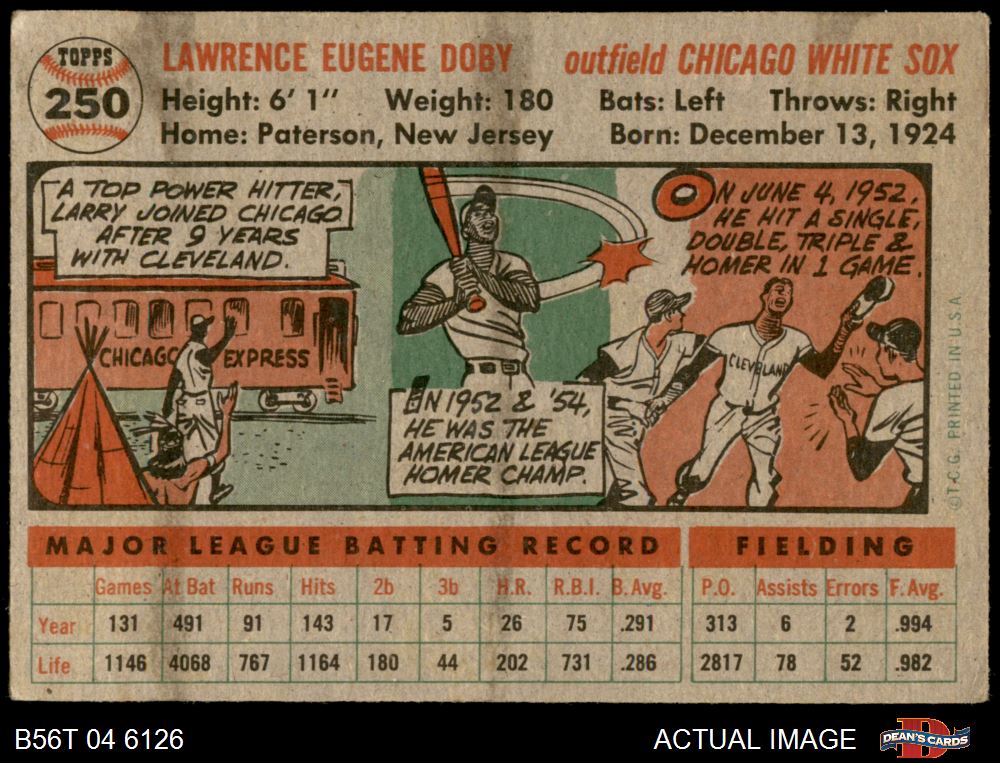 TOPPS
250
LAWRENCE EUGENE DOBY outfield CHICAGO WHITE SOX
Height: 6' 1" Weight: 180 Bats: Left Throws: Right
Home: Paterson, New Jersey Born: December 13, 1924
A TOP POWER HITTER,
LARRY JOINED CHICAGO
AFTER 9 YEARS
WITH CLEVELAND.
CHICAGO EXPRESS
IN 1952 & '54,
HE WAS THE
AMERICAN LEAGUE
HOMER CHAMP.
ON JUNE 4, 1952,
HE HIT A SINGLE,
DOUBLE, TRIPLE &
HOMER IN 1 GAME.
CLEVELAND
©T.C.G. PRINTED IN U.S.A.
MAJOR LEAGUE BATTING RECORD FIELDING
Games At Bat Runs Hits 2b 3b H.R. R.B.I. B. Avg. P.O. Assists Errors F. Avg.
Year 131 491 91 143 17 5 26 75 .291 313 6 2 .994
Life 1146 4068 767 1164 180 44 202 731 .286 2817 78 52 .982
B56T 04 6126 ACTUAL IMAGE DEAN'S CARDS